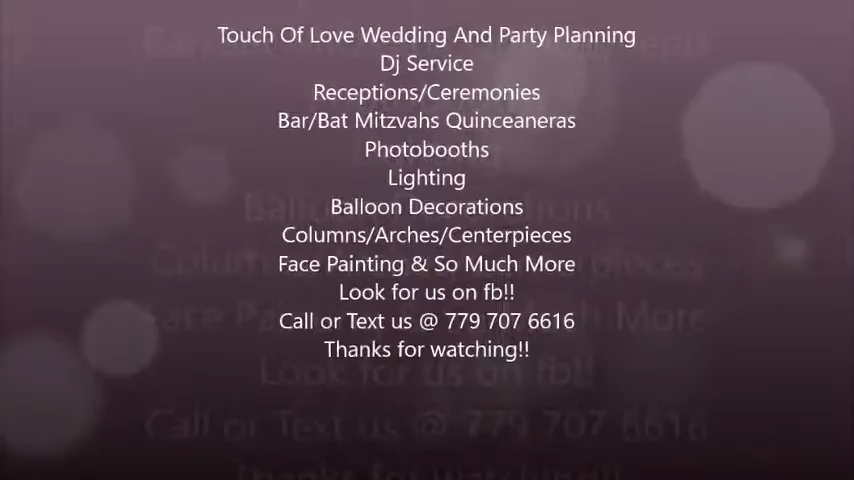 Touch Of Love Wedding And Party Planning
Dj Service
Receptions/Ceremonies
Bar/Bat Mitzvahs Quinceaneras
Photobooths
Lighting
Balloon Decorations
Columns/Arches/Centerpieces
Face Painting & So Much More
Look for us on fb!!
Call or Text us @ 779 707 6616
Thanks for watching!!